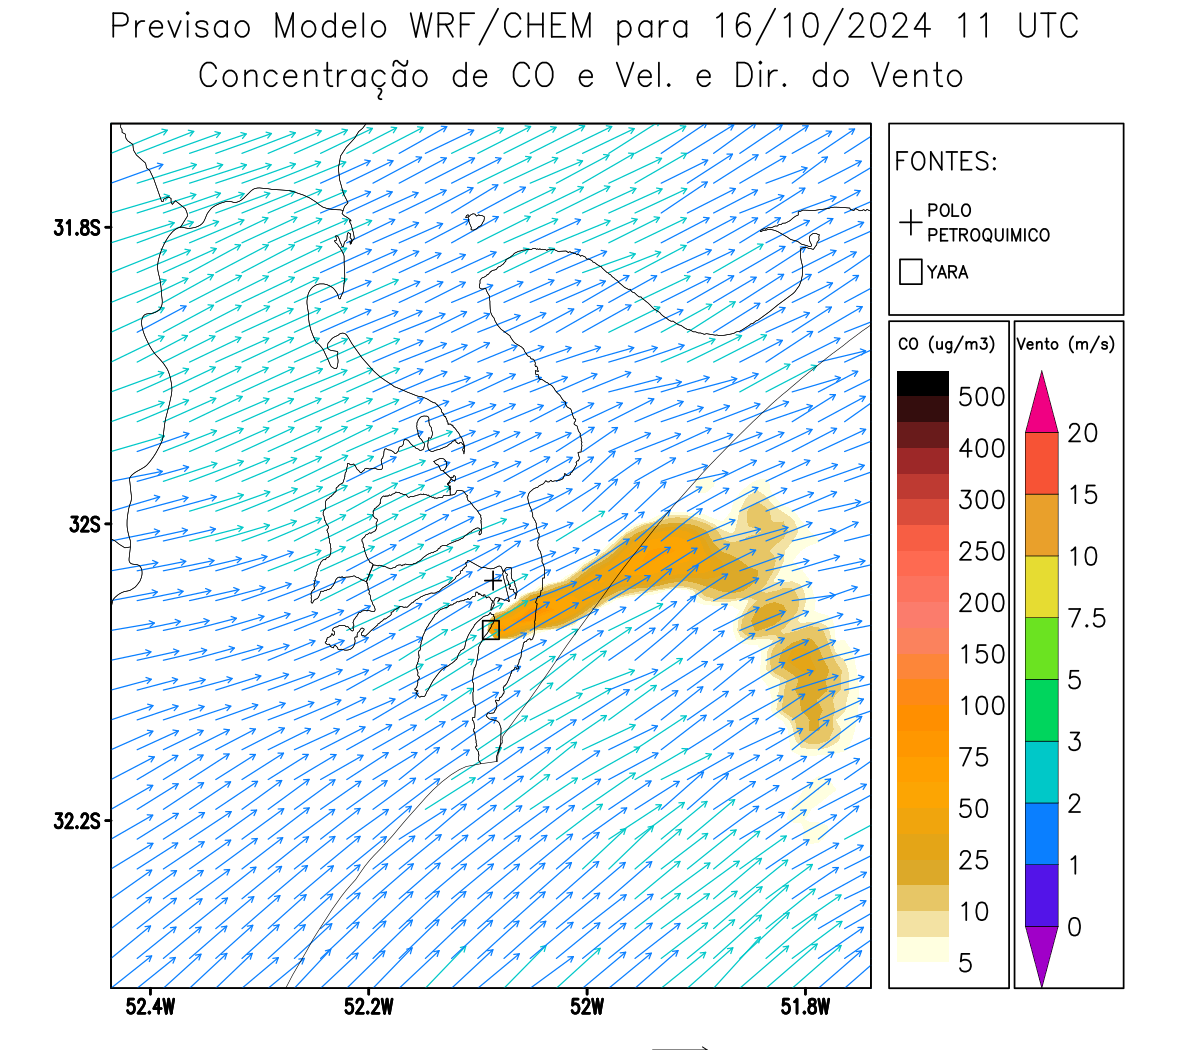 Previsao Modelo WRF/CHEM para 16/10/2024 11 UTC
Concentração de CO e Vel. e Dir. do Vento
FONTES:
POLO
PETROQUIMICO
YARA
31.8S
32S
32.2S
52.4W
52.2W
52W
51.8W
CO (ug/m3)
500
400
300
250
200
150
100
75
50
25
10
5
Vento (m/s)
20
15
10
7.5
5
3
2
1
0